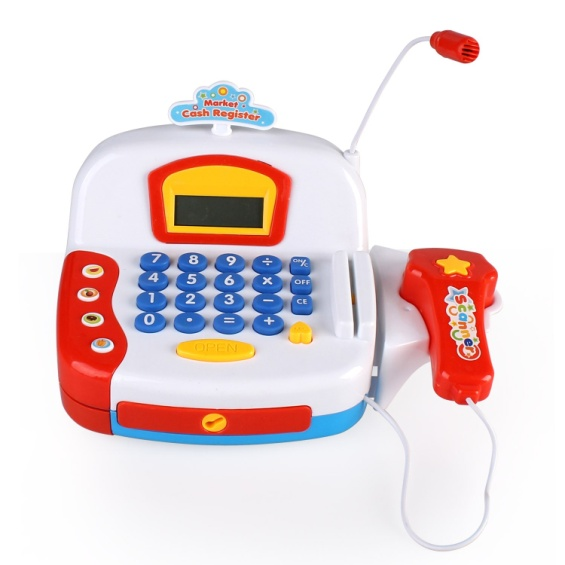 Market
Cash Register
7 8 9 ÷ ON/C
4 5 6 × OFF
1 2 3 - CE
0 . = +
OPEN
Scanner